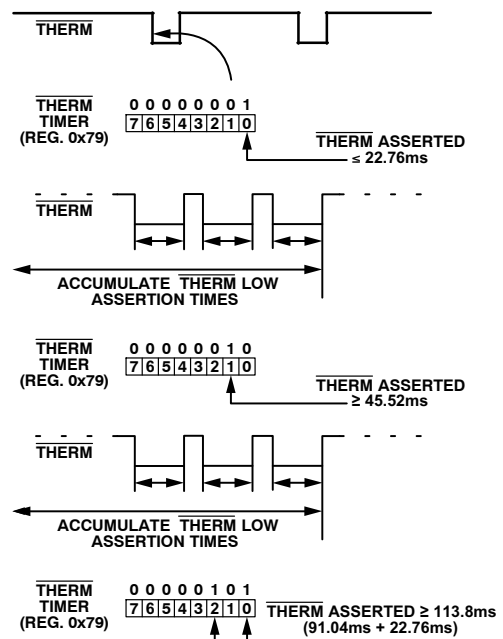 THERM
THERM
TIMER
(REG. 0x79)
0 0 0 0 0 0 0 1
7 6 5 4 3 2 1 0
THERM ASSERTED
≤ 22.76ms
THERM
ACCUMULATE THERM LOW
ASSERTION TIMES
THERM
TIMER
(REG. 0x79)
0 0 0 0 0 0 1 0
7 6 5 4 3 2 1 0
THERM ASSERTED
≥ 45.52ms
THERM
ACCUMULATE THERM LOW
ASSERTION TIMES
THERM
TIMER
(REG. 0x79)
0 0 0 0 0 1 0 1
7 6 5 4 3 2 1 0
THERM ASSERTED ≥ 113.8ms
(91.04ms + 22.76ms)